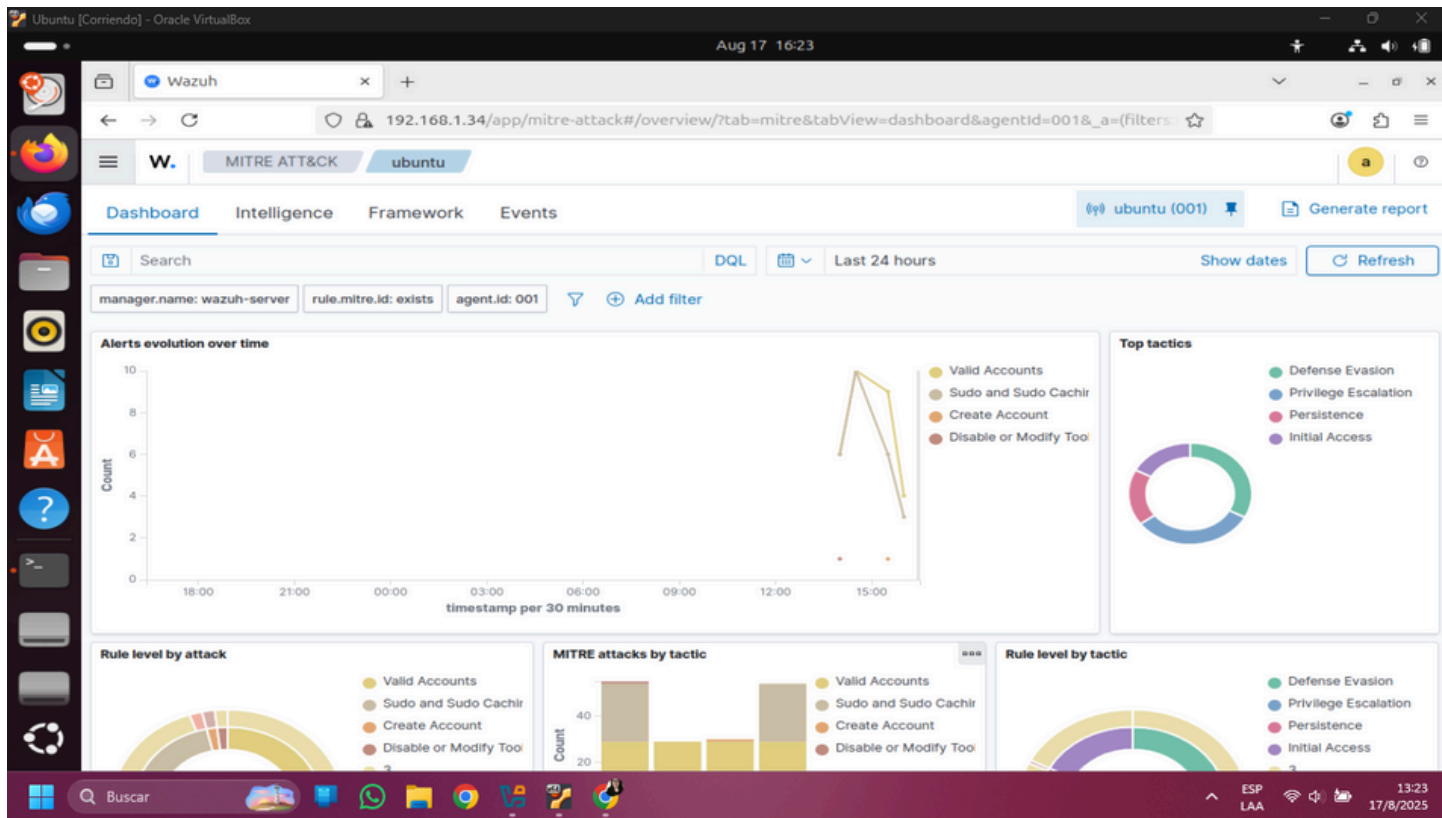 Ubuntu [Corriendo] - Oracle VirtualBox
Aug 17 16:23
Wazuh
192.168.1.34/app/mitre-attack#/overview/?tab=mitre&tabView=dashboard&agentId=001&_a=(filters:
W. MITRE ATT&CK ubuntu a
Dashboard Intelligence Framework Events ubuntu (001) Generate report
Search DQL Last 24 hours Show dates Refresh
manager.name: wazuh-server rule.mitre.id: exists agent.id: 001 Add filter
Alerts evolution over time
10
8
6
4
2
0
Count
18:00 21:00 00:00 03:00 06:00 09:00 12:00 15:00
timestamp per 30 minutes
Valid Accounts
Sudo and Sudo Cachir
Create Account
Disable or Modify Too
Top tactics
Defense Evasion
Privilege Escalation
Persistence
Initial Access
Rule level by attack
Valid Accounts
Sudo and Sudo Cachir
Create Account
Disable or Modify Too
3
MITRE attacks by tactic
40
20
Count
Valid Accounts
Sudo and Sudo Cachir
Create Account
Disable or Modify Too
Rule level by tactic
Defense Evasion
Privilege Escalation
Persistence
Initial Access
3
Buscar
ESP
LAA
13:23
17/8/2025